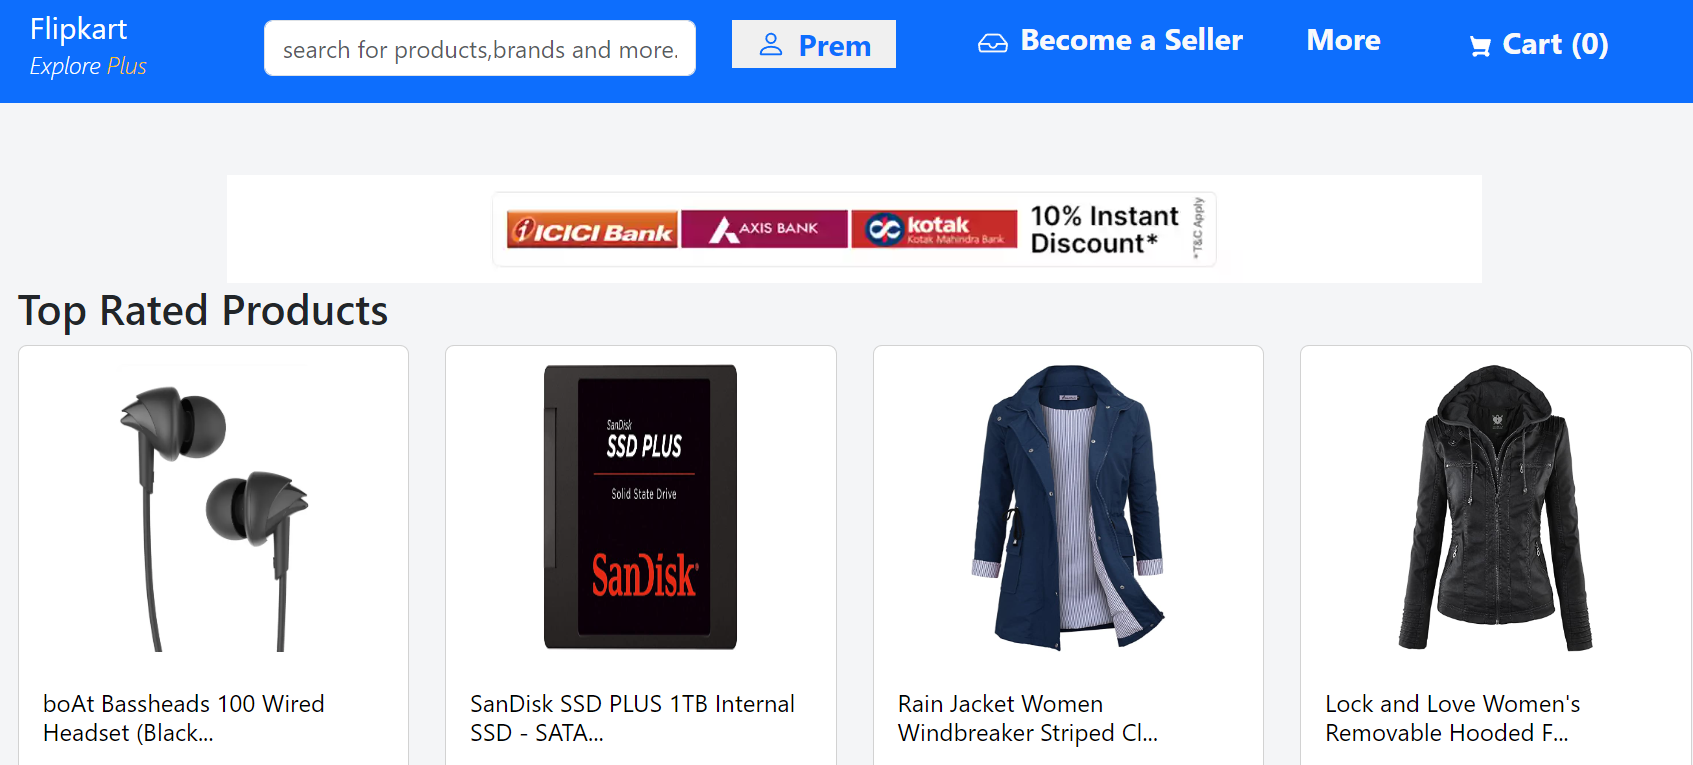 Flipkart
Explore Plus
search for products,brands and more.
Prem
Become a Seller
More
Cart (0)
ICICI Bank
AXIS BANK
kotak
Kotak Mahindra Bank
10% Instant
Discount*
*T&C Apply
Top Rated Products
SanDisk
SSD PLUS
Solid State Drive
SanDisk®
boAt Bassheads 100 Wired
Headset (Black...
SanDisk SSD PLUS 1TB Internal
SSD - SATA...
Rain Jacket Women
Windbreaker Striped Cl...
Lock and Love Women's
Removable Hooded F...